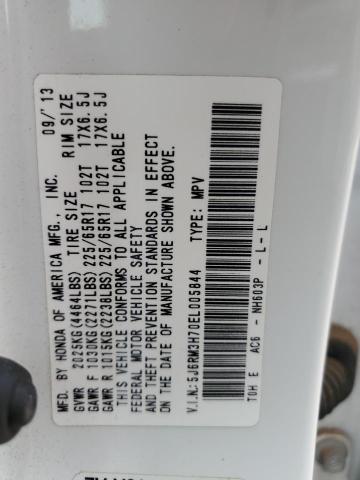 MFD. BY HONDA OF AMERICA MFG., INC. 09/'13
TIRE SIZE RIM SIZE
GVWR 2025KG(4464LBS)
GAWR F 1030KG(2271LBS) 225/65R17 102T 17X6.5J
GAWR R 1015KG(2238LBS) 225/65R17 102T 17X6.5J
THIS VEHICLE CONFORMS TO ALL APPLICABLE
FEDERAL MOTOR VEHICLE SAFETY
AND THEFT PREVENTION STANDARDS IN EFFECT
ON THE DATE OF MANUFACTURE SHOWN ABOVE.
V.I.N.: 5J6RM3H70EL005844 TYPE: MPV
TOH E AC6 - NH603P - L - L